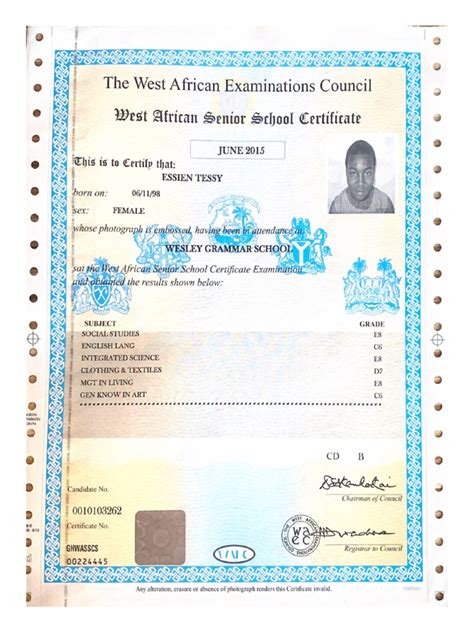 The West African Examinations Council
West African Senior School Certificate
JUNE 2015
This is to Certify that:
ESSIEN TESSY
born on: 06/11/98
sex: FEMALE
whose photograph is embossed, having been in attendance at
WESLEY GRAMMAR SCHOOL
sat the West African Senior School Certificate Examination
and obtained the results shown below:
SUBJECT GRADE
SOCIAL STUDIES E8
ENGLISH LANG C6
INTEGRATED SCIENCE E8
CLOTHING & TEXTILES D7
MGT IN LIVING E8
GEN KNOW IN ART C6
CD B
Candidate No.
0010103262
Chairman of Council
Certificate No.
GHWASSCS
00224445
Registrar to Council
Any alteration, erasure or absence of photograph renders this Certificate invalid.